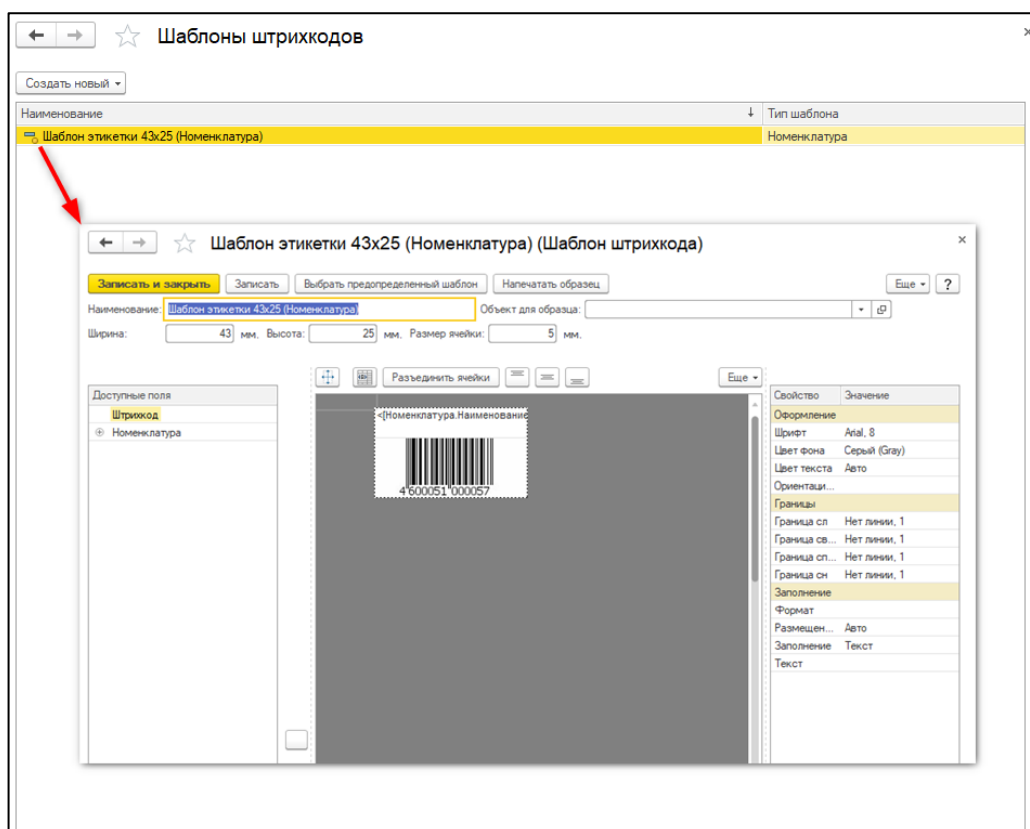 Шаблоны штрихкодов
Создать новый
Наименование ↓ Тип шаблона
Шаблон этикетки 43x25 (Номенклатура) Номенклатура
Шаблон этикетки 43x25 (Номенклатура) (Шаблон штрихкода)
Записать и закрыть Записать Выбрать предопределенный шаблон Напечатать образец Еще ?
Наименование: Шаблон этикетки 43x25 (Номенклатура) Объект для образца:
Ширина: 43 мм. Высота: 25 мм. Размер ячейки: 5 мм.
Разъединить ячейки Еще
Доступные поля
Штрихкод
Номенклатура
<[Номенклатура.Наименование
4 600051 000057
Свойство Значение
Оформление
Шрифт Arial, 8
Цвет фона Серый (Gray)
Цвет текста Авто
Ориентаци...
Границы
Граница сл Нет линии, 1
Граница св... Нет линии, 1
Граница сп... Нет линии, 1
Граница сн Нет линии, 1
Заполнение
Формат
Размещен... Авто
Заполнение Текст
Текст